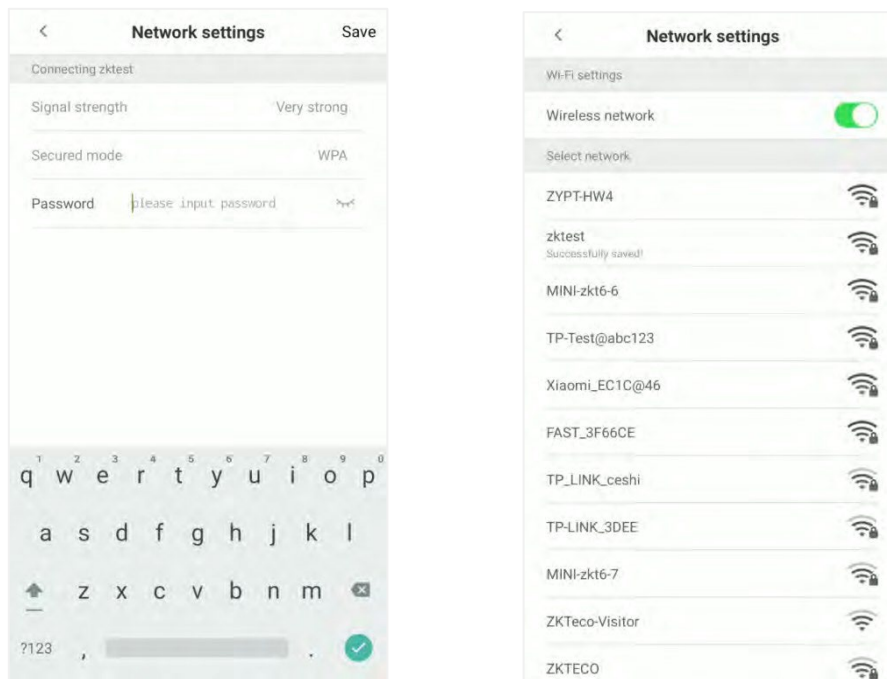 Network settings Save
Connecting zktest
Signal strength Very strong
Secured mode WPA
Password please input password
1 2 3 4 5 6 7 8 9 0
q w e r t y u i o p
a s d f g h j k l
z x c v b n m
?123 , .
Network settings
Wi-Fi settings
Wireless network
Select network
ZYPT-HW4
zktest
Successfully saved!
MINI-zkt6-6
TP-Test@abc123
Xiaomi_EC1C@46
FAST_3F66CE
TP_LINK_ceshi
TP-LINK_3DEE
MINI-zkt6-7
ZKTeco-Visitor
ZKTECO